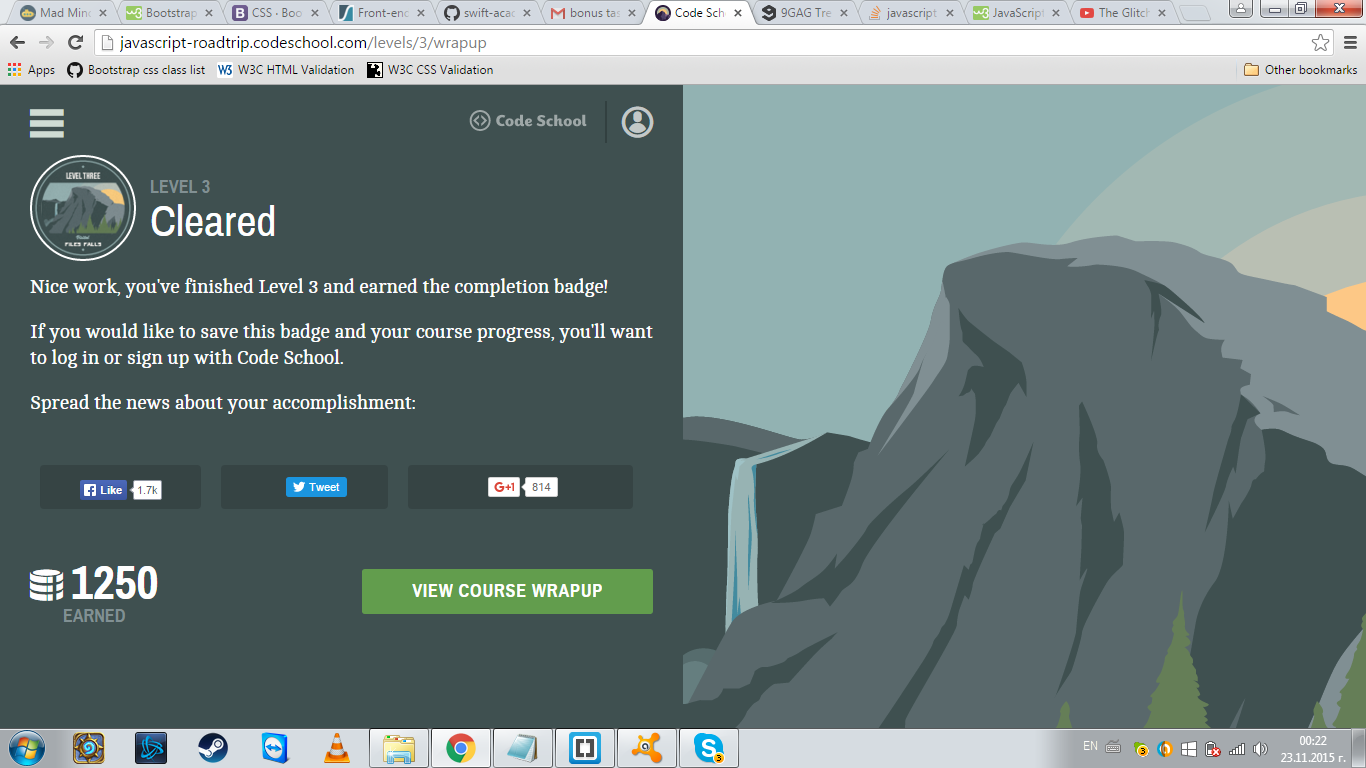 Mad Mind
Bootstrap
CSS · Boo
Front-end
swift-acad
bonus tas
Code Sch
9GAG Tre
javascript
JavaScript
The Glitch
javascript-roadtrip.codeschool.com/levels/3/wrapup
Apps
Bootstrap css class list
W3C HTML Validation
W3C CSS Validation
Other bookmarks
Code School
LEVEL THREE
FILES FALLS
LEVEL 3
Cleared
Nice work, you've finished Level 3 and earned the completion badge!
If you would like to save this badge and your course progress, you'll want
to log in or sign up with Code School.
Spread the news about your accomplishment:
Like 1.7k
Tweet
G+1 814
1250
EARNED
VIEW COURSE WRAPUP
EN
3
3
00:22
23.11.2015 г.